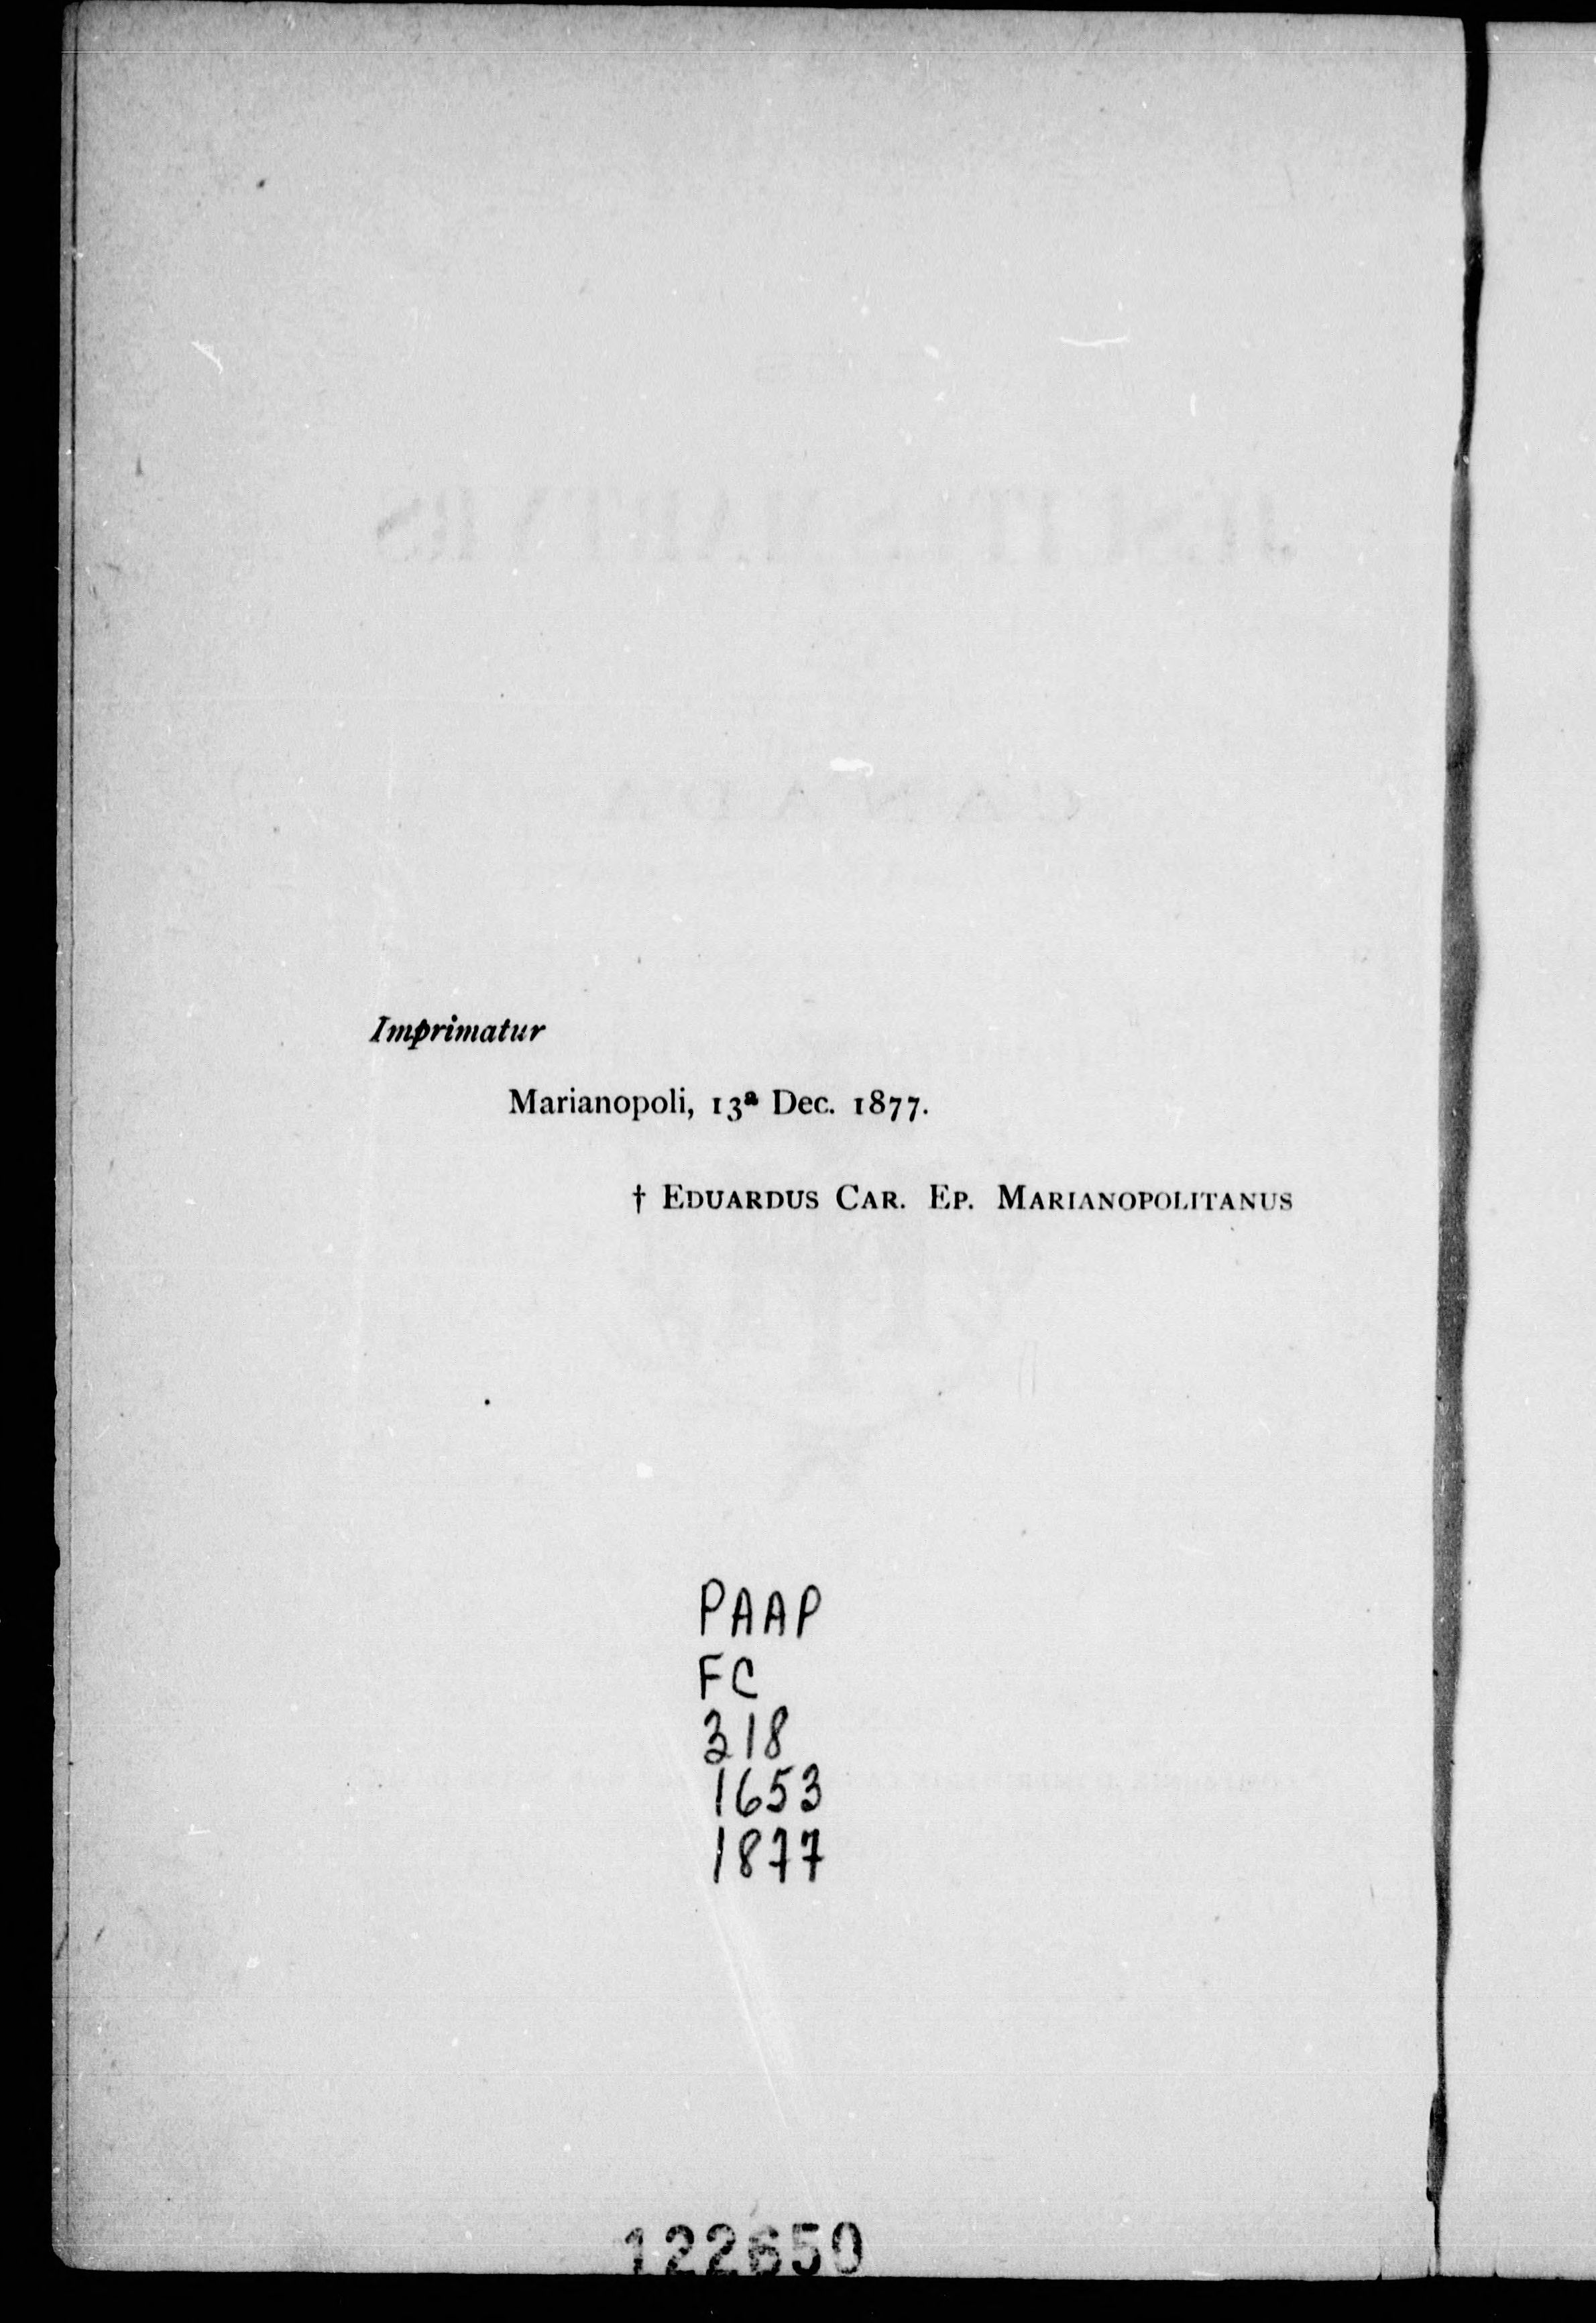 Imprimatur
Marianopoli, 13ª Dec. 1877.
† EDUARDUS CAR. EP. MARIANOPOLITANUS
PAAP
FC
318
1653
1877
122650